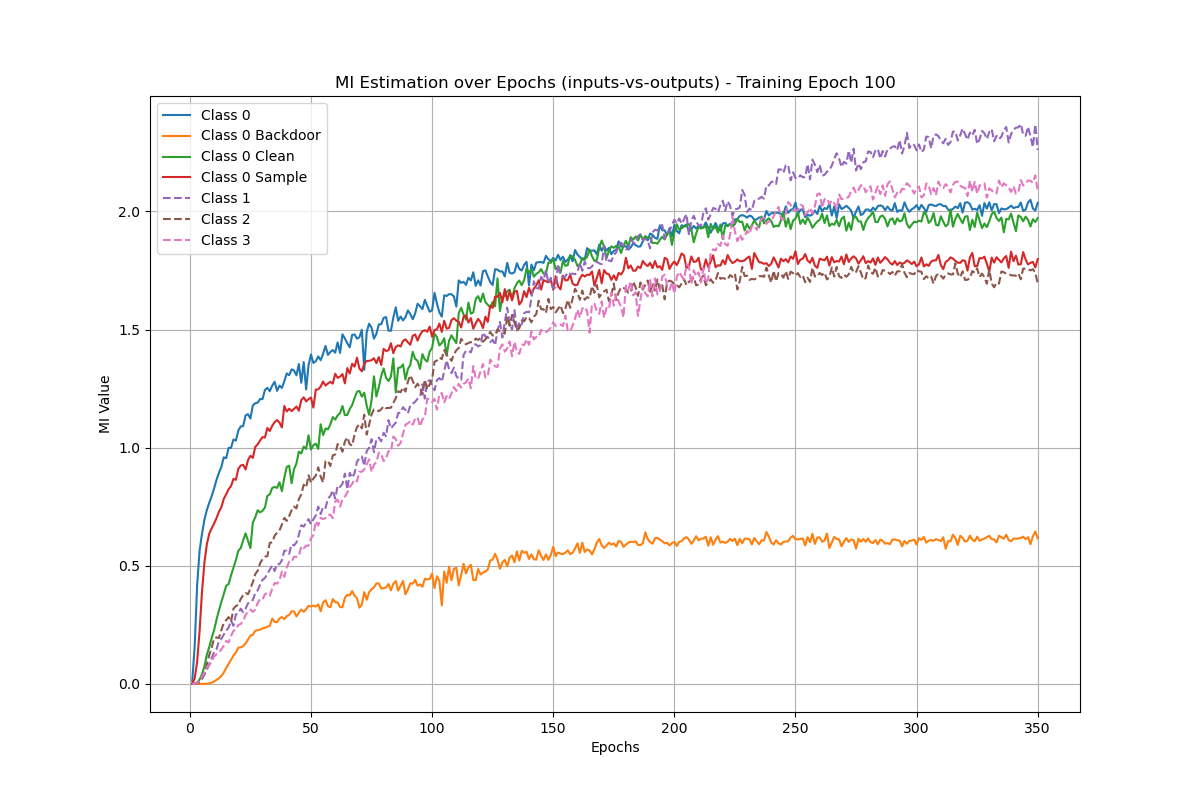 MI Estimation over Epochs (inputs-vs-outputs) - Training Epoch 100
Class 0
Class 0 Backdoor
Class 0 Clean
Class 0 Sample
Class 1
Class 2
Class 3
MI Value
2.0
1.5
1.0
0.5
0.0
0 50 100 150 200 250 300 350
Epochs